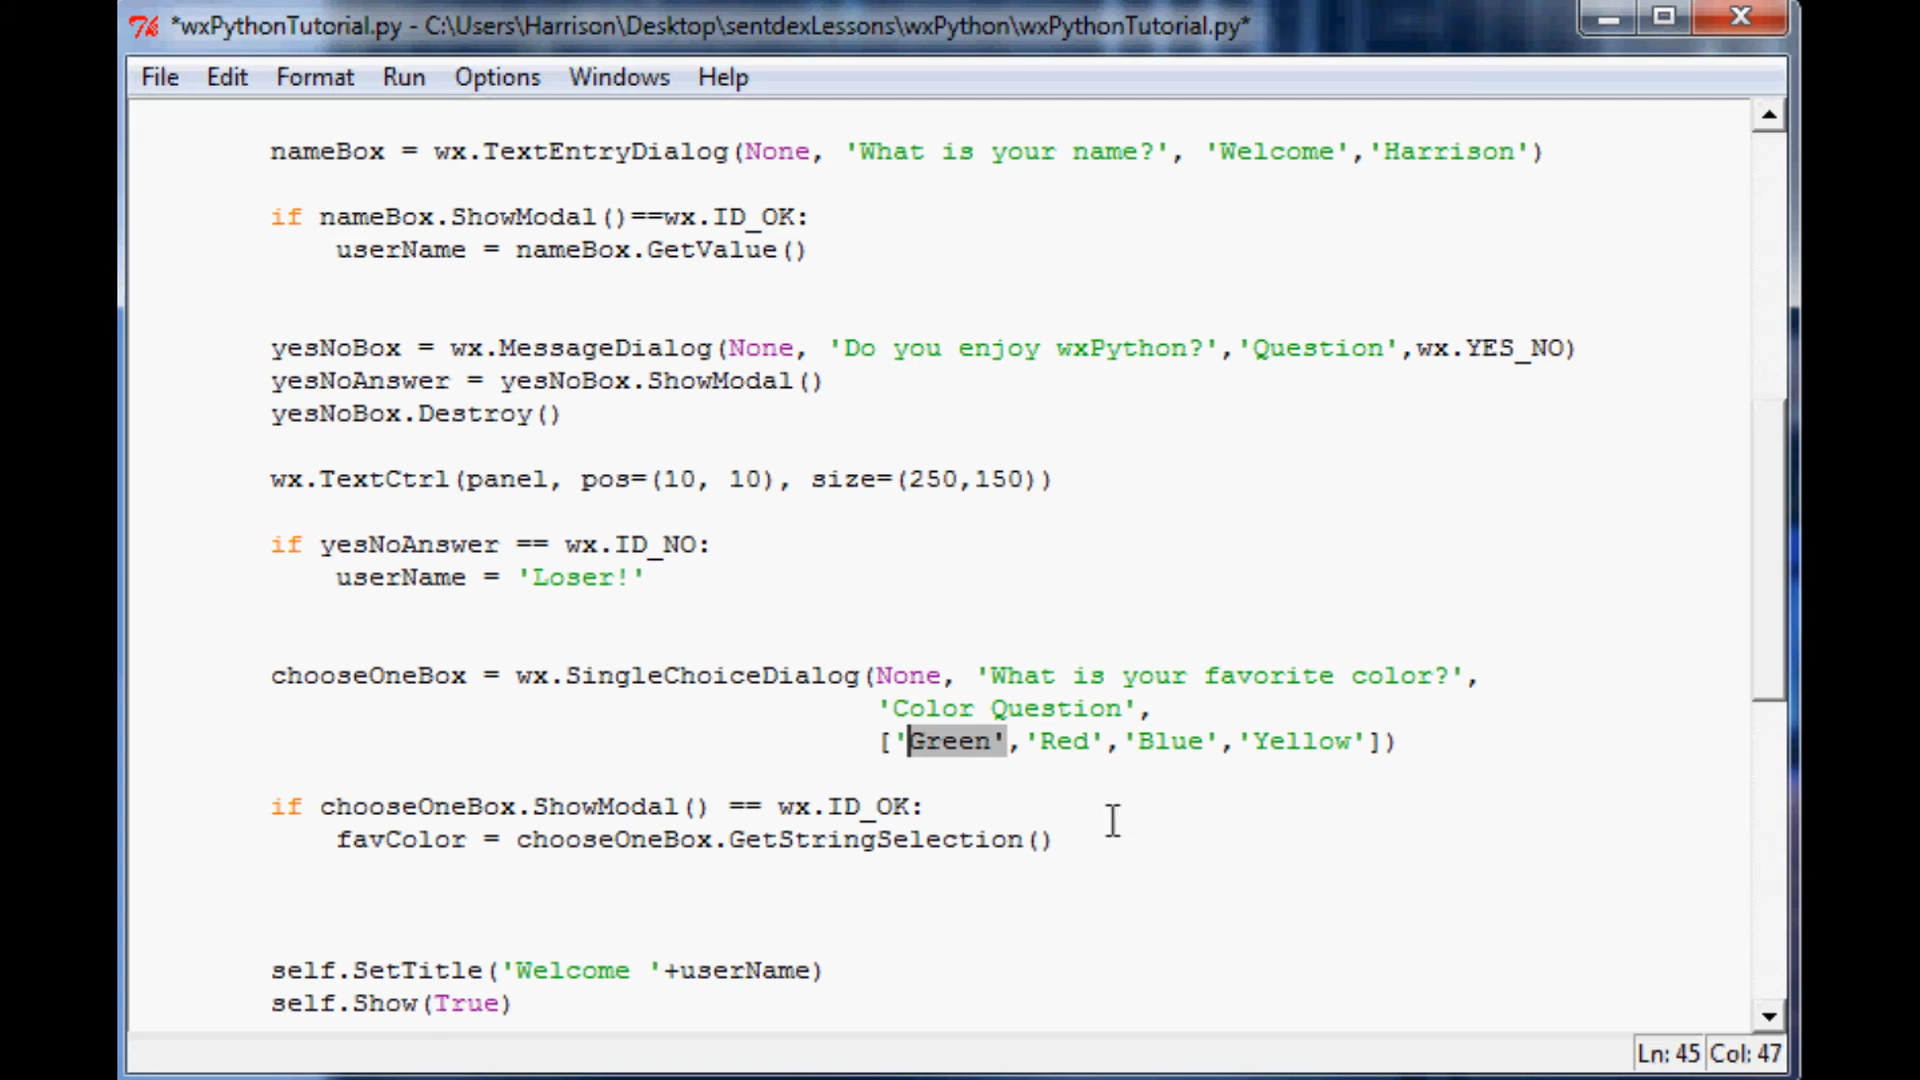 *wxPythonTutorial.py - C:\Users\Harrison\Desktop\sentdexLessons\wxPython\wxPythonTutorial.py*
File Edit Format Run Options Windows Help
nameBox = wx.TextEntryDialog(None, 'What is your name?', 'Welcome','Harrison')
if nameBox.ShowModal()==wx.ID_OK:
userName = nameBox.GetValue()
yesNoBox = wx.MessageDialog(None, 'Do you enjoy wxPython?','Question',wx.YES_NO)
yesNoAnswer = yesNoBox.ShowModal()
yesNoBox.Destroy()
wx.TextCtrl(panel, pos=(10, 10), size=(250,150))
if yesNoAnswer == wx.ID_NO:
userName = 'Loser!'
chooseOneBox = wx.SingleChoiceDialog(None, 'What is your favorite color?',
'Color Question',
['Green','Red','Blue','Yellow'])
if chooseOneBox.ShowModal() == wx.ID_OK:
favColor = chooseOneBox.GetStringSelection()
self.SetTitle('Welcome '+userName)
self.Show(True)
Ln: 45 Col: 47